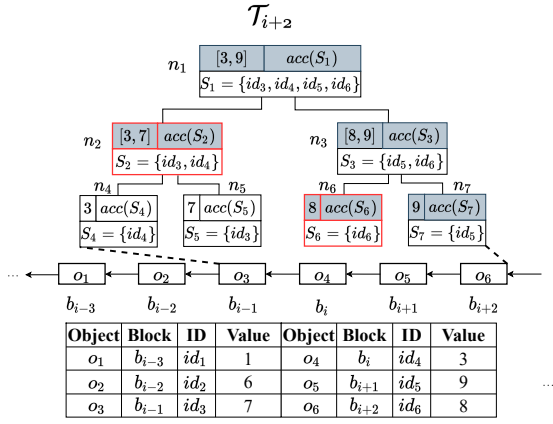 𝒯ᵢ₊₂
n₁ [3, 9] acc(S₁)
S₁ = {id₃, id₄, id₅, id₆}
n₂ [3, 7] acc(S₂) n₃ [8, 9] acc(S₃)
S₂ = {id₃, id₄} S₃ = {id₅, id₆}
n₄ n₅ n₆ n₇
3 acc(S₄) 7 acc(S₅) 8 acc(S₆) 9 acc(S₇)
S₄ = {id₄} S₅ = {id₃} S₆ = {id₆} S₇ = {id₅}
... o₁ o₂ o₃ o₄ o₅ o₆
bᵢ₋₃ bᵢ₋₂ bᵢ₋₁ bᵢ bᵢ₊₁ bᵢ₊₂
Object Block ID Value Object Block ID Value
o₁ bᵢ₋₃ id₁ 1 o₄ bᵢ id₄ 3
o₂ bᵢ₋₂ id₂ 6 o₅ bᵢ₊₁ id₅ 9 ...
o₃ bᵢ₋₁ id₃ 7 o₆ bᵢ₊₂ id₆ 8